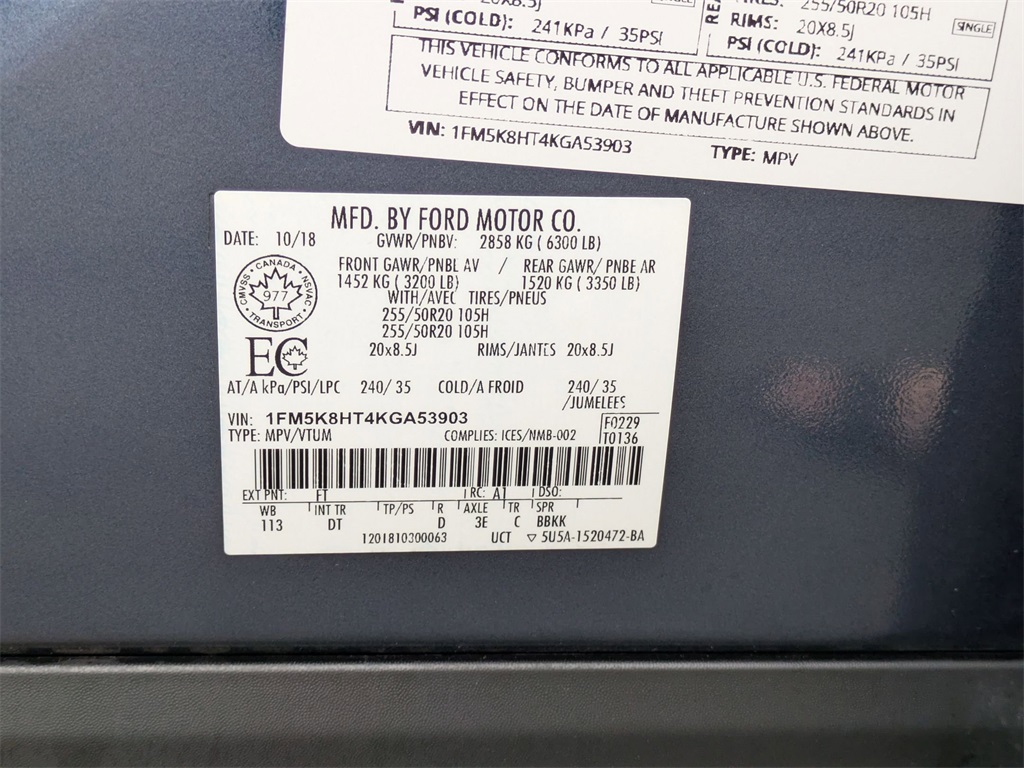 20X8.5J
SINGLE
PSI (COLD): 241KPa / 35PSI
255/50R20 105H
RIMS: 20X8.5J
SINGLE
PSI (COLD): 241KPa / 35PSI
THIS VEHICLE CONFORMS TO ALL APPLICABLE U.S. FEDERAL MOTOR
VEHICLE SAFETY, BUMPER AND THEFT PREVENTION STANDARDS IN
EFFECT ON THE DATE OF MANUFACTURE SHOWN ABOVE.
VIN: 1FM5K8HT4KGA53903 TYPE: MPV
MFD. BY FORD MOTOR CO.
DATE: 10/18 GVWR/PNBV: 2858 KG ( 6300 LB)
FRONT GAWR/PNBL AV / REAR GAWR/ PNBE AR
1452 KG ( 3200 LB) 1520 KG ( 3350 LB)
WITH/AVEC TIRES/PNEUS
255/50R20 105H
255/50R20 105H
20x8.5J RIMS/JANTES 20x8.5J
CANADA
CMVSS 977 NSVAC
TRANSPORT
EC
AT/A kPa/PSI/LPC 240/ 35 COLD/A FROID 240/ 35
/JUMELEES
VIN: 1FM5K8HT4KGA53903 F0229
TYPE: MPV/VTUM COMPLIES: ICES/NMB-002 T0136
EXT PNT: FT RC: A1 DSO:
WB INT TR TP/PS R AXLE TR SPR
113 DT D 3E C BBKK
1201810300063 UCT ▽ 5U5A-1520472-BA